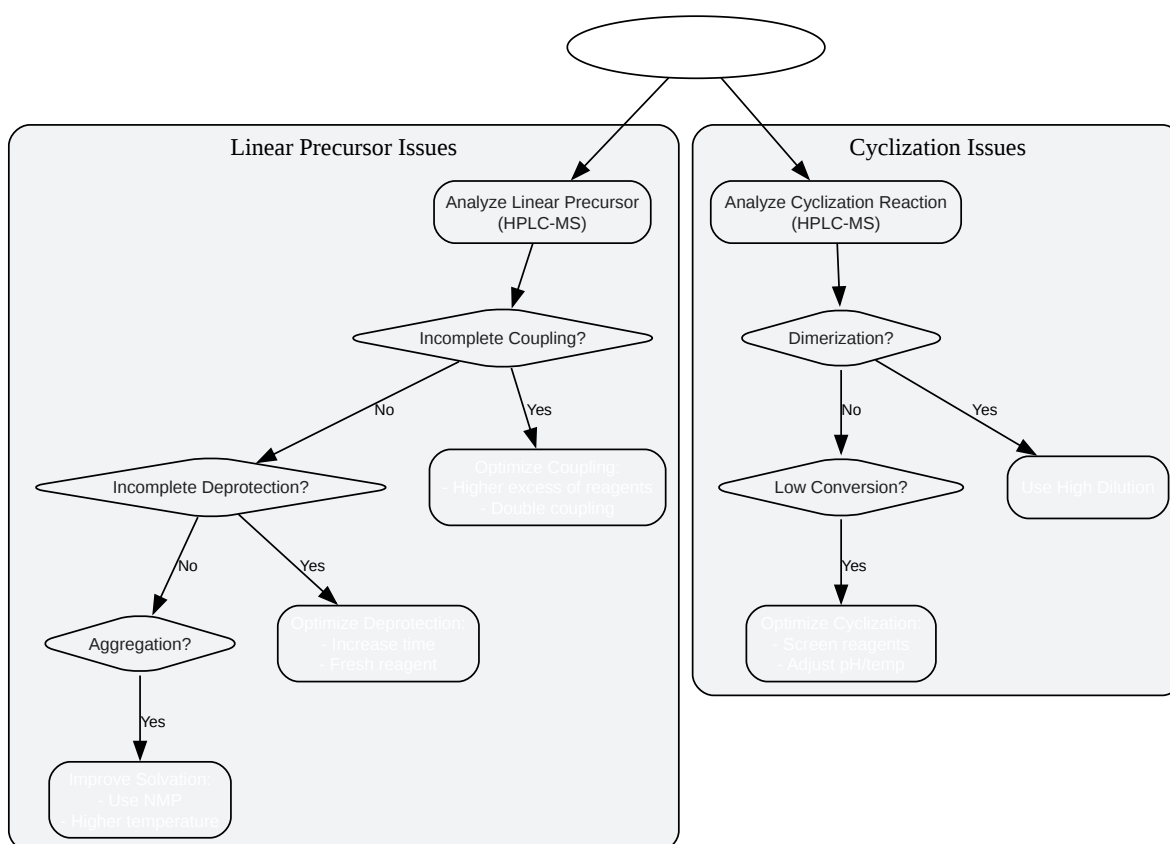 Linear Precursor Issues
Analyze Linear Precursor
(HPLC-MS)
Incomplete Coupling?
No
Yes
Incomplete Deprotection?
Optimize Coupling:
- Higher excess of reagents
- Double coupling
No
Yes
Aggregation?
Optimize Deprotection:
- Increase time
- Fresh reagent
Yes
Improve Solvation:
- Use NMP
- Higher temperature
Cyclization Issues
Analyze Cyclization Reaction
(HPLC-MS)
Dimerization?
No
Yes
Low Conversion?
Use High Dilution
Yes
Optimize Cyclization:
- Screen reagents
- Adjust pH/temp